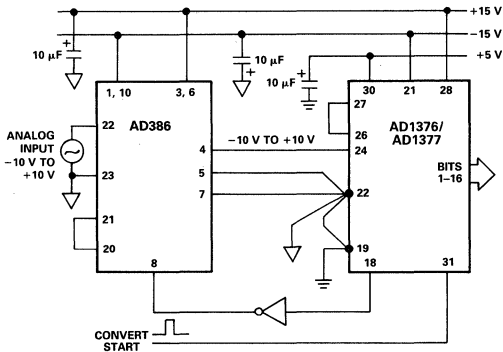 +15 V
−15 V
+5 V
10 µF
+
10 µF
+
10 µF
+
1, 10
3, 6
30
21
28
AD386
27
AD1376/
AD1377
26
22
ANALOG
INPUT
−10 V TO
+10 V
4
−10 V TO +10 V
24
BITS
1–16
23
5
7
22
21
20
19
8
18
31
CONVERT
START